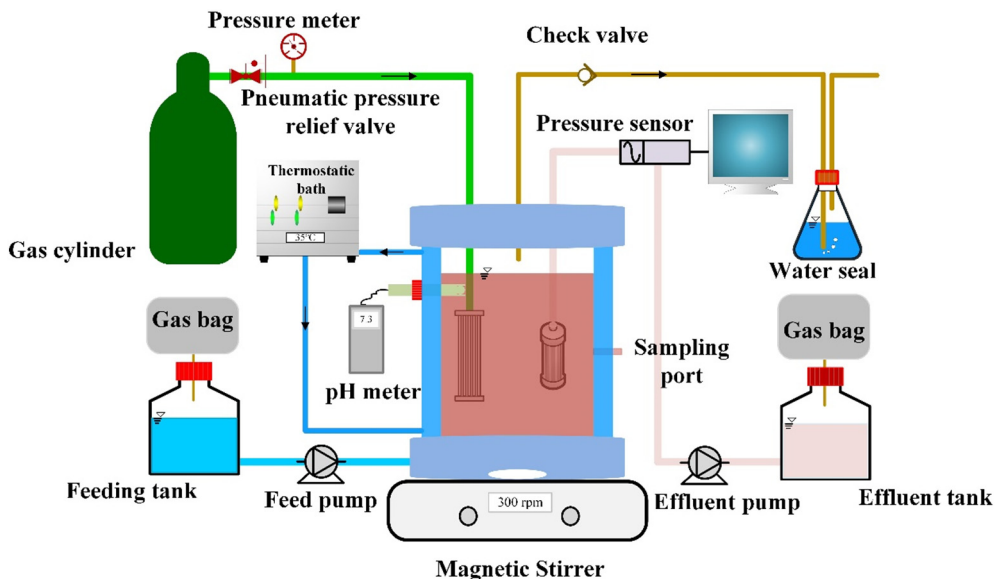 Pressure meter
Check valve
Pneumatic pressure
relief valve
Pressure sensor
Thermostatic
bath
35°C
Gas cylinder
Water seal
Gas bag
7.3
Gas bag
Sampling
port
pH meter
Feeding tank
Feed pump
300 rpm
Effluent pump
Effluent tank
Magnetic Stirrer